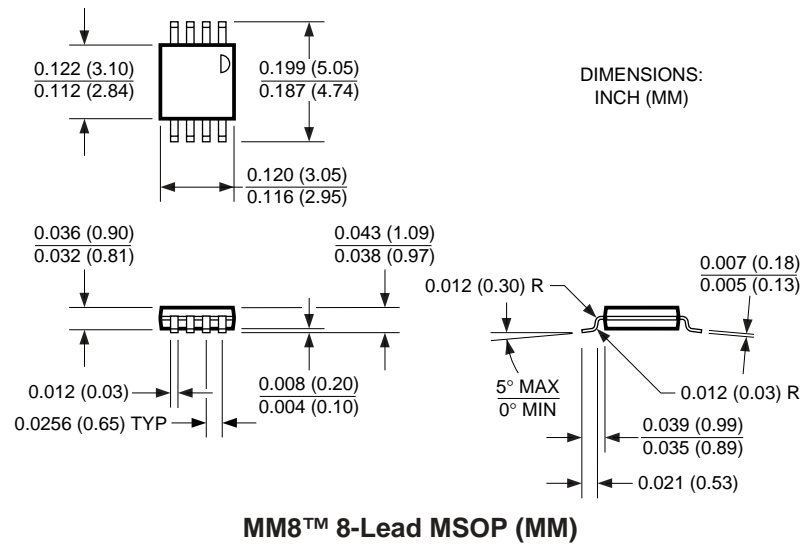 0.122 (3.10)
0.112 (2.84)
0.199 (5.05)
0.187 (4.74)
DIMENSIONS:
INCH (MM)
0.120 (3.05)
0.116 (2.95)
0.036 (0.90)
0.032 (0.81)
0.043 (1.09)
0.038 (0.97)
0.007 (0.18)
0.005 (0.13)
0.012 (0.30) R
0.012 (0.03)
0.008 (0.20)
0.004 (0.10)
0.0256 (0.65) TYP
5° MAX
0° MIN
0.012 (0.03) R
0.039 (0.99)
0.035 (0.89)
0.021 (0.53)
MM8™ 8-Lead MSOP (MM)